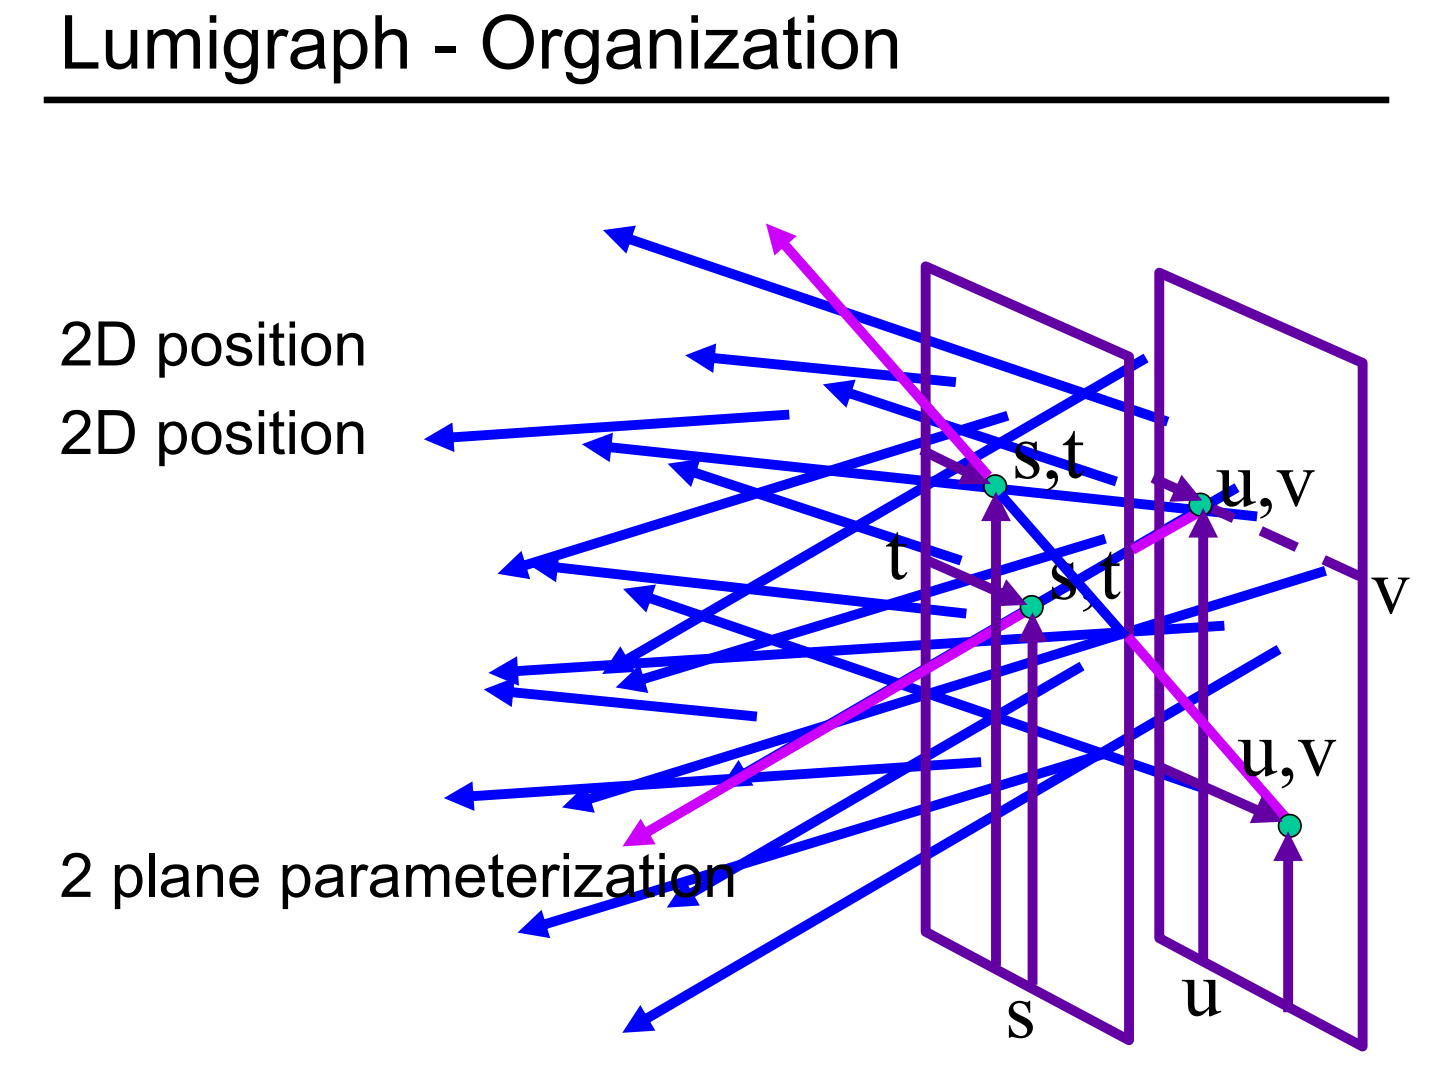 Lumigraph - Organization
2D position
2D position
s,t
u,v
t
s,t
v
u,v
2 plane parameterization
u
s